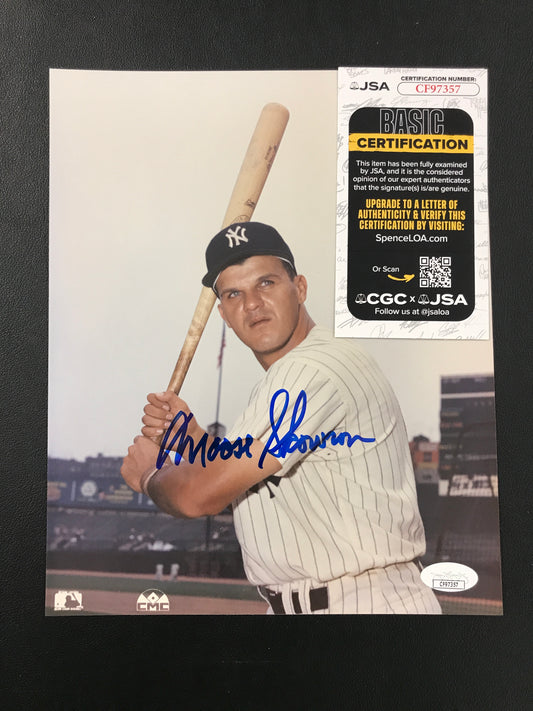 JSA
CERTIFICATION NUMBER:
CF97357
BASIC
CERTIFICATION
This item has been fully examined
by JSA, and it is the considered
opinion of our expert authenticators
that the signature(s) is/are genuine.
UPGRADE TO A LETTER OF
AUTHENTICITY & VERIFY THIS
CERTIFICATION BY VISITING:
SpenceLOA.com
Or Scan
CGC x JSA
Follow us at @jsaloa
NY
Moose Skowron
CF97357
CMC